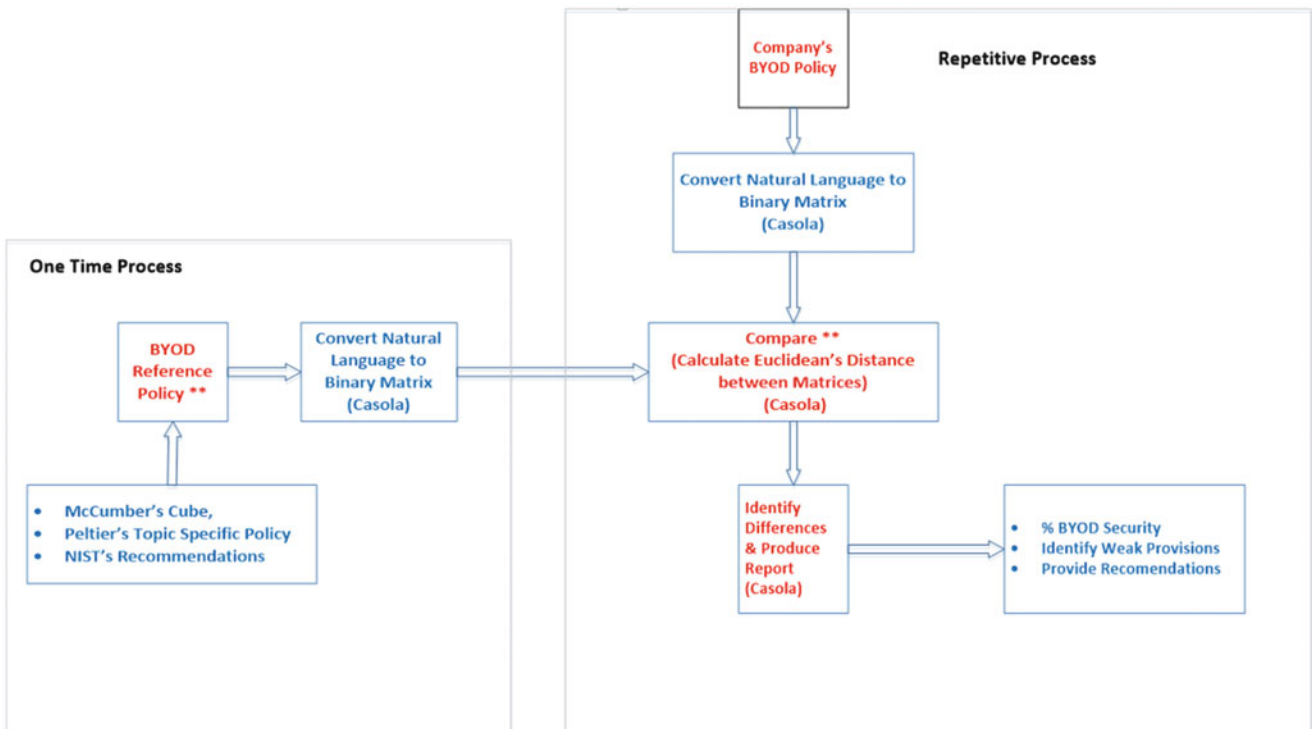 One Time Process
BYOD
Reference
Policy **
Convert Natural
Language to
Binary Matrix
(Casola)
• McCumber's Cube,
• Peltier's Topic Specific Policy
• NIST's Recommendations
Repetitive Process
Company's
BYOD Policy
Convert Natural Language to
Binary Matrix
(Casola)
Compare **
(Calculate Euclidean's Distance
between Matrices)
(Casola)
Identify
Differences
& Produce
Report
(Casola)
• % BYOD Security
• Identify Weak Provisions
• Provide Recomendations